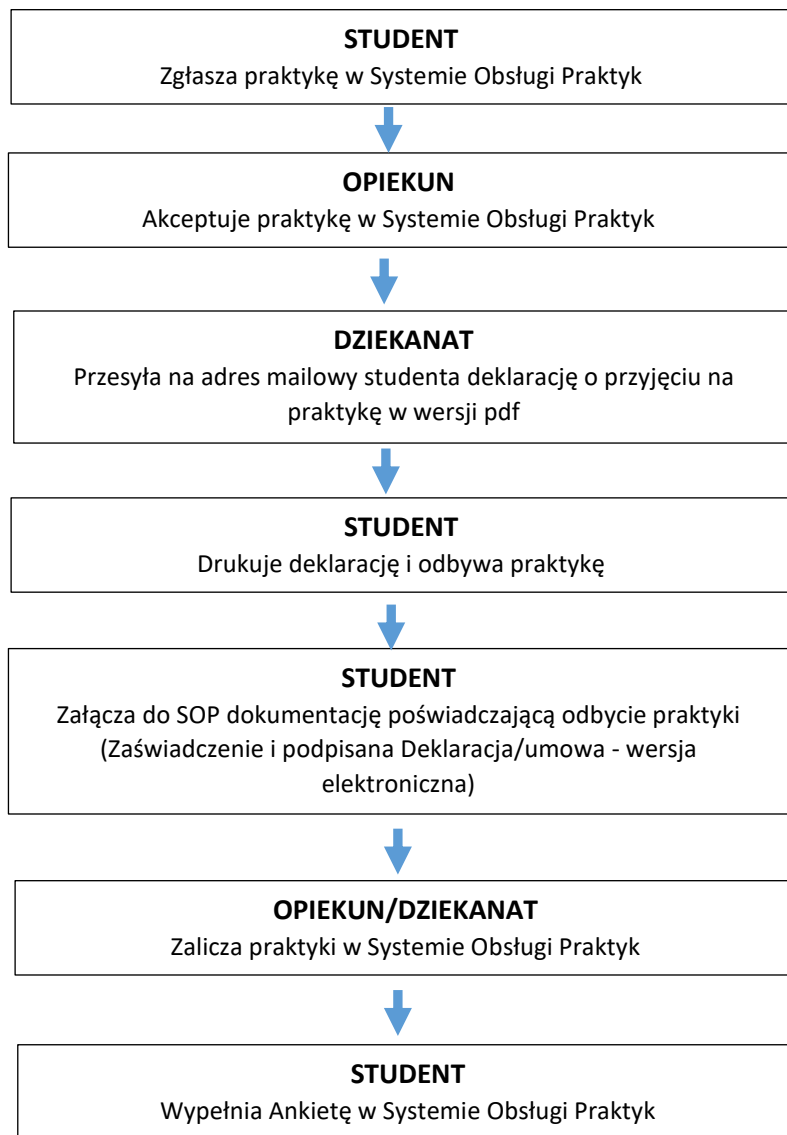 STUDENT
Zgłasza praktykę w Systemie Obsługi Praktyk
OPIEKUN
Akceptuje praktykę w Systemie Obsługi Praktyk
DZIEKANAT
Przesyła na adres mailowy studenta deklarację o przyjęciu na
praktykę w wersji pdf
STUDENT
Drukuje deklarację i odbywa praktykę
STUDENT
Załącza do SOP dokumentację poświadczającą odbycie praktyki
(Zaświadczenie i podpisana Deklaracja/umowa - wersja
elektroniczna)
OPIEKUN/DZIEKANAT
Zalicza praktyki w Systemie Obsługi Praktyk
STUDENT
Wypełnia Ankietę w Systemie Obsługi Praktyk